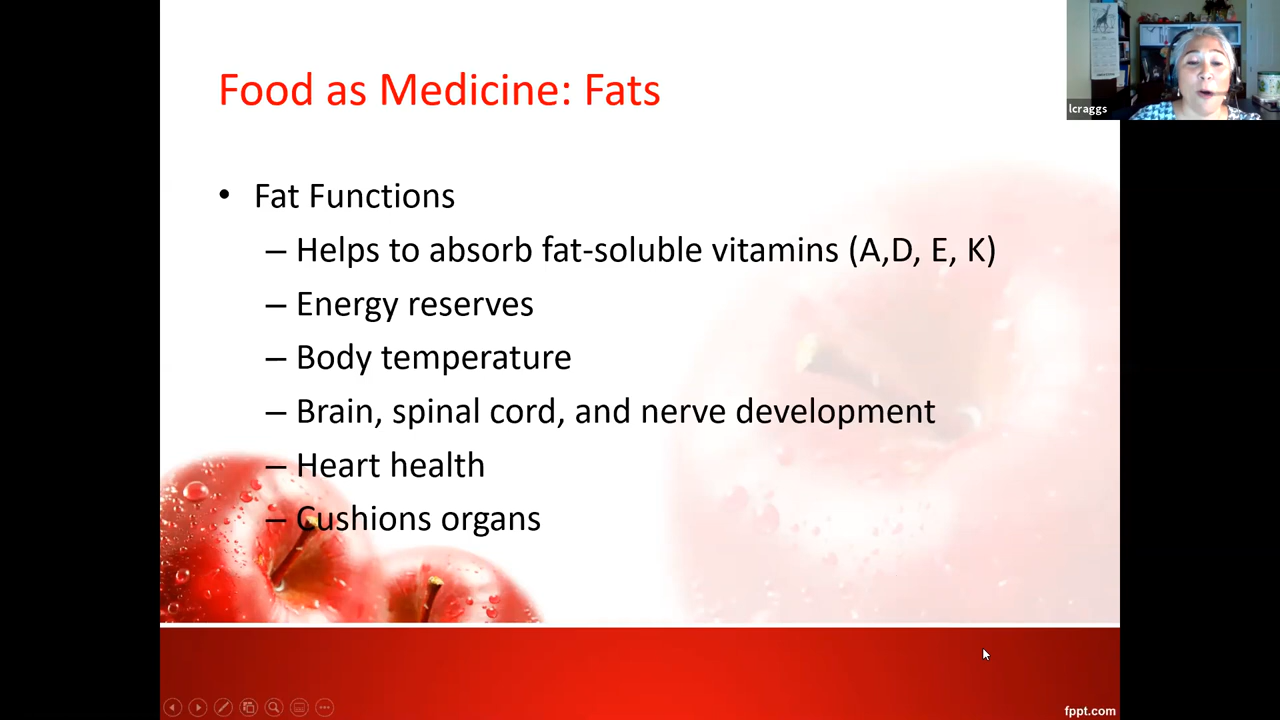 Food as Medicine: Fats
lcraggs
• Fat Functions
– Helps to absorb fat-soluble vitamins (A,D, E, K)
– Energy reserves
– Body temperature
– Brain, spinal cord, and nerve development
– Heart health
– Cushions organs
fppt.com